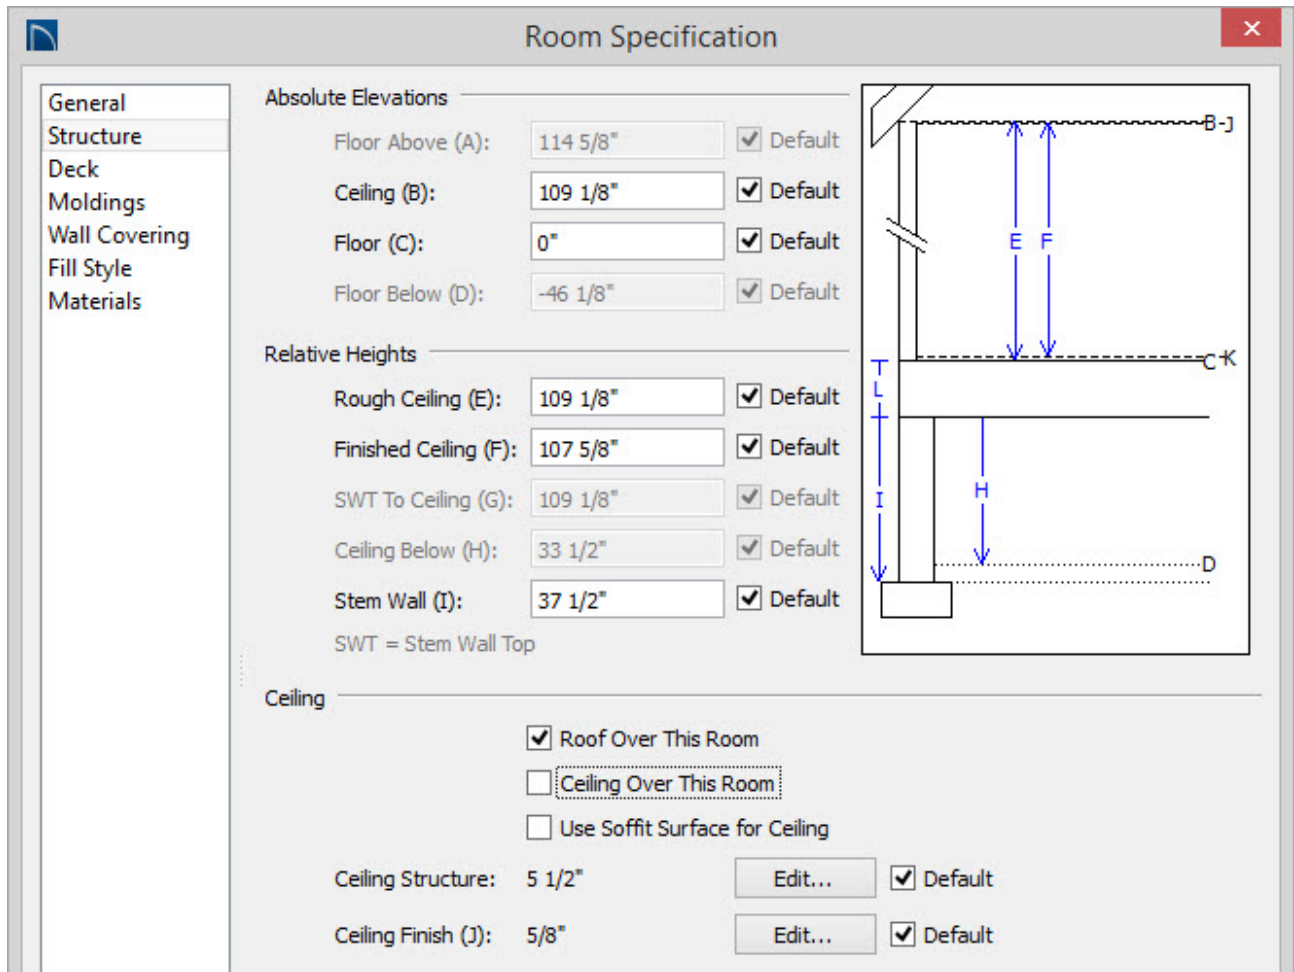 Room Specification
General
Structure
Deck
Moldings
Wall Covering
Fill Style
Materials
Absolute Elevations
Floor Above (A): 114 5/8" Default
Ceiling (B): 109 1/8" Default
Floor (C): 0" Default
Floor Below (D): -46 1/8" Default
Relative Heights
Rough Ceiling (E): 109 1/8" Default
Finished Ceiling (F): 107 5/8" Default
SWT To Ceiling (G): 109 1/8" Default
Ceiling Below (H): 33 1/2" Default
Stem Wall (I): 37 1/2" Default
SWT = Stem Wall Top
B-J
E F
C-K
L
H
I
D
Ceiling
Roof Over This Room
Ceiling Over This Room
Use Soffit Surface for Ceiling
Ceiling Structure: 5 1/2" Edit... Default
Ceiling Finish (J): 5/8" Edit... Default